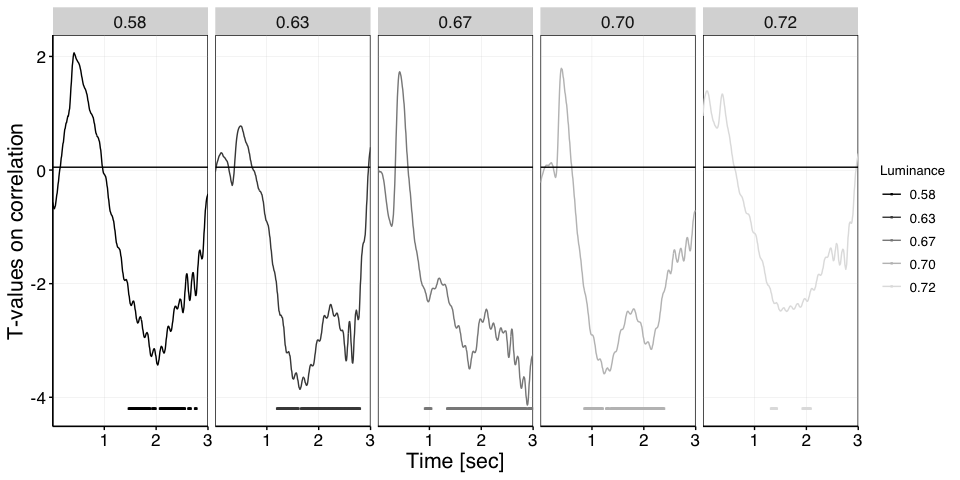 0.58 0.63 0.67 0.70 0.72
T-values on correlation
2
0
-2
-4
1 2 3 1 2 3 1 2 3 1 2 3 1 2 3
Time [sec]
Luminance
0.58
0.63
0.67
0.70
0.72